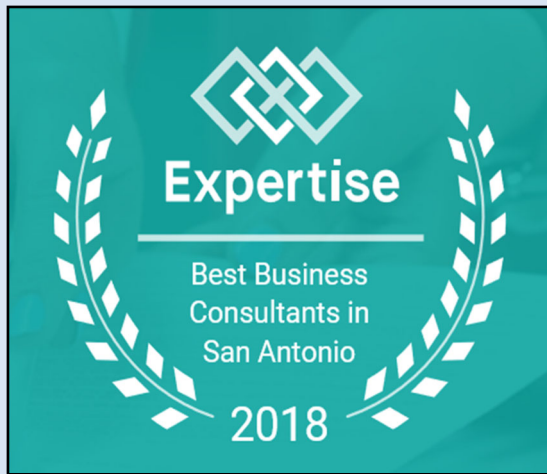 Expertise
Best Business
Consultants in
San Antonio
2018